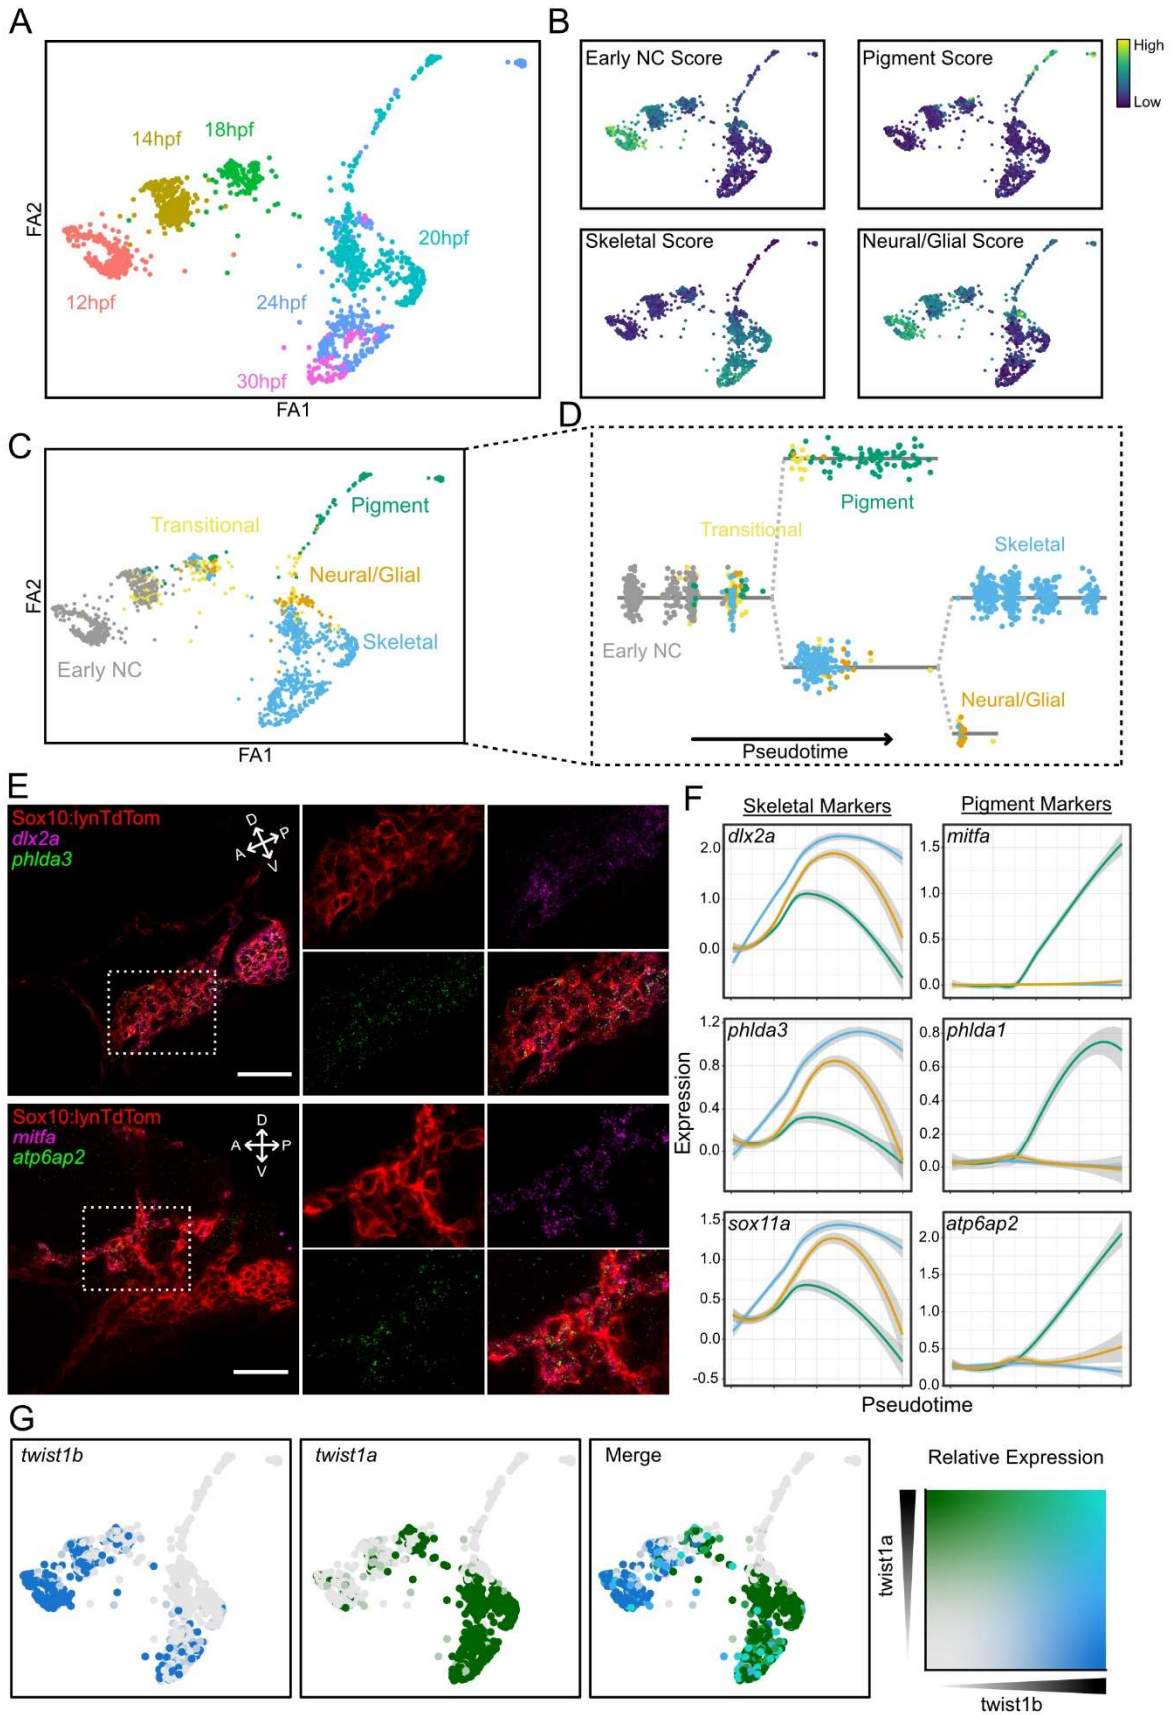 A
14hpf
18hpf
12hpf
24hpf
20hpf
30hpf
FA2
FA1
B
Early NC Score
Pigment Score
High
Low
Skeletal Score
Neural/Glial Score
C
Transitional
Pigment
Neural/Glial
Skeletal
Early NC
FA2
FA1
D
Pigment
Transitional
Skeletal
Early NC
Neural/Glial
Pseudotime
E
Sox10:lynTdTom
dlx2a
phlda3
D
A
P
V
Sox10:lynTdTom
mitfa
atp6ap2
D
A
P
V
F
Skeletal Markers
Pigment Markers
dlx2a
2.0
1.0
0.0
mitfa
1.5
1.0
0.5
0.0
phlda3
1.2
0.8
0.4
0.0
phlda1
0.8
0.6
0.4
0.2
0.0
sox11a
1.5
1.0
0.5
0.0
-0.5
atp6ap2
2.0
1.5
1.0
0.5
0.0
Expression
Pseudotime
G
twist1b
twist1a
Merge
Relative Expression
twist1a
twist1b